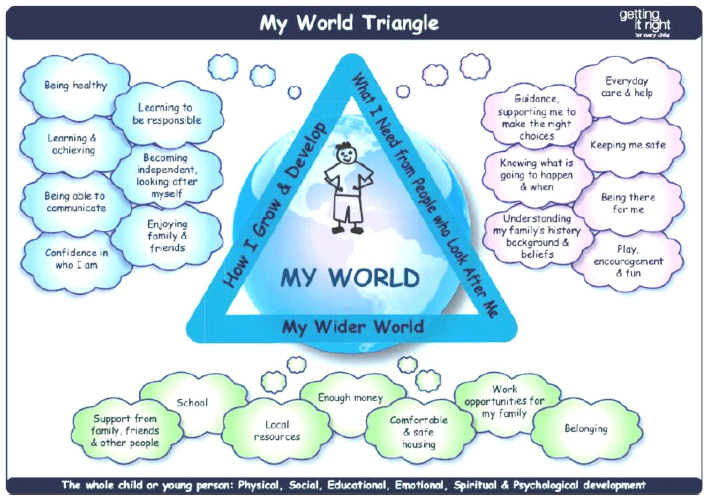 My World Triangle
getting
it right
for every child
Being healthy
Learning to
be responsible
Learning &
achieving
Becoming
independent,
looking after
myself
Being able to
communicate
Enjoying
family &
friends
Confidence in
who I am
How I Grow & Develop
What I Need from People who Look After Me
MY WORLD
My Wider World
Everyday
care & help
Guidance,
supporting me to
make the right
choices
Keeping me safe
Knowing what is
going to happen
& when
Being there
for me
Understanding
my family's history
background &
beliefs
Play,
encouragement
& fun
Support from
family, friends
& other people
School
Local
resources
Enough money
Comfortable
& safe
housing
Work
opportunities for
my family
Belonging
The whole child or young person: Physical, Social, Educational, Emotional, Spiritual & Psychological development